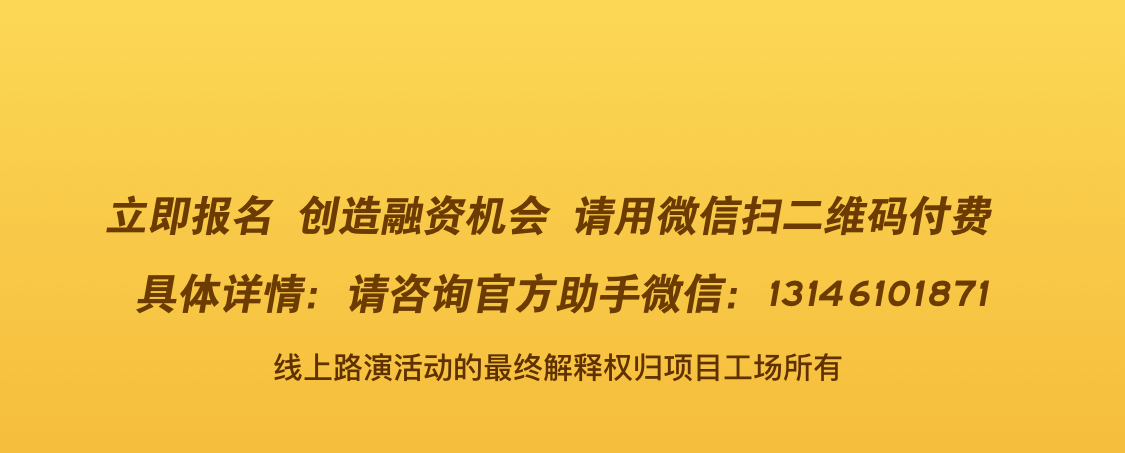 立即报名 创造融资机会 请用微信扫二维码付费
具体详情：请咨询官方助手微信：13146101871
线上路演活动的最终解释权归项目工场所有